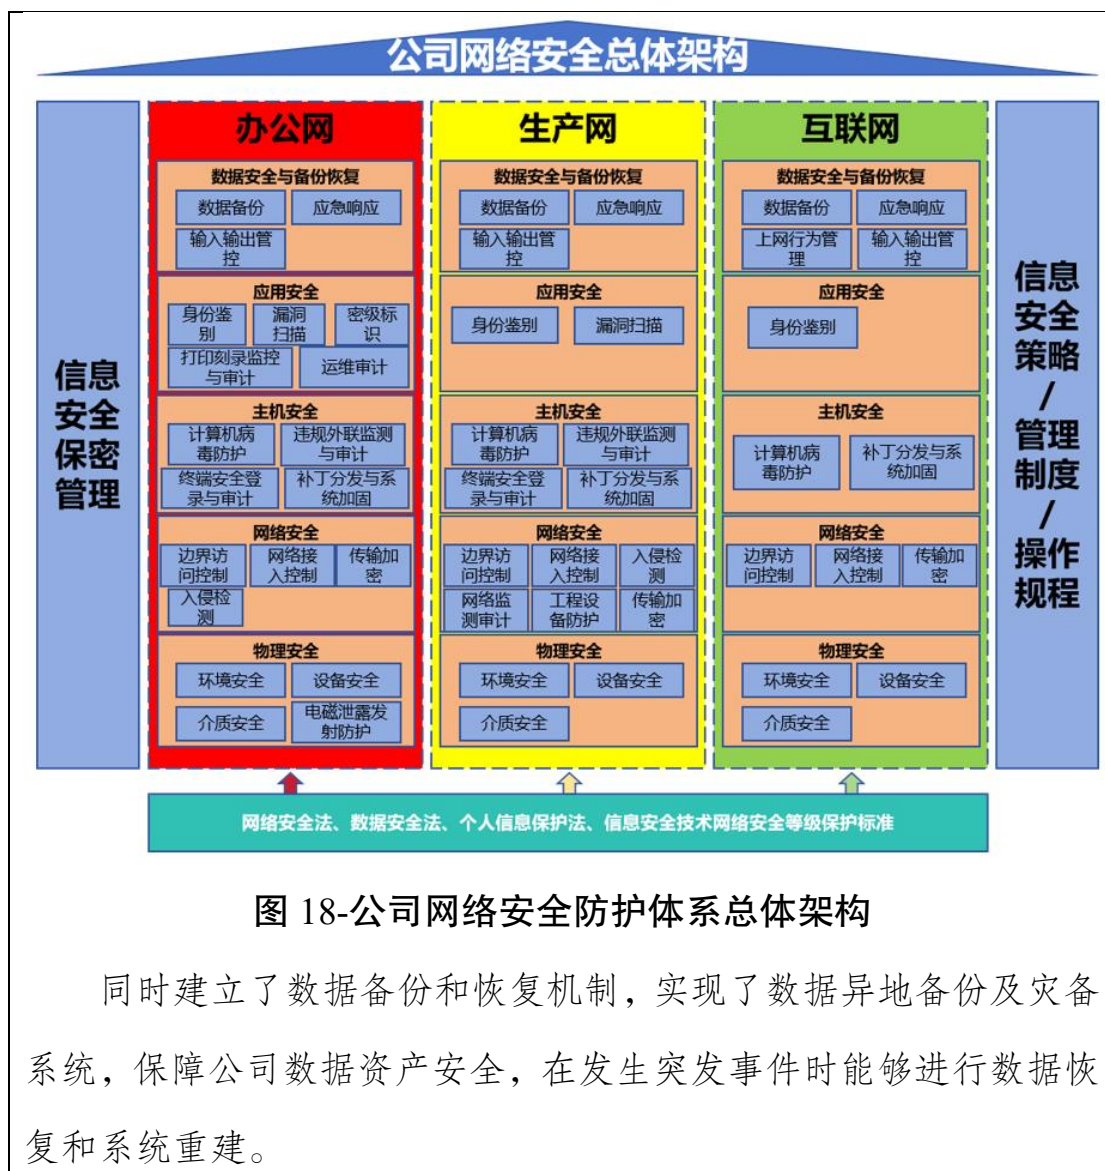 公司网络安全总体架构
信息
安全
保密
管理
办公网
数据安全与备份恢复
数据备份
应急响应
输入输出管
控
应用安全
身份鉴
别
漏洞
扫描
密级标
识
打印刻录监控
与审计
运维审计
主机安全
计算机病
毒防护
违规外联监测
与审计
终端安全登
录与审计
补丁分发与系
统加固
网络安全
边界访
问控制
网络接
入控制
传输加
密
入侵检
测
物理安全
环境安全
设备安全
介质安全
电磁泄露发
射防护
生产网
数据安全与备份恢复
数据备份
应急响应
输入输出管
控
应用安全
身份鉴别
漏洞扫描
主机安全
计算机病
毒防护
违规外联监测
与审计
终端安全登
录与审计
补丁分发与系
统加固
网络安全
边界访
问控制
网络接
入控制
入侵检
测
网络监
测审计
工程设
备防护
传输加
密
物理安全
环境安全
设备安全
介质安全
互联网
数据安全与备份恢复
数据备份
应急响应
上网行为管
理
输入输出管
控
应用安全
身份鉴别
主机安全
计算机病
毒防护
补丁分发与系
统加固
网络安全
边界访
问控制
网络接
入控制
传输加
密
物理安全
环境安全
设备安全
介质安全
信息
安全
策略
/
管理
制度
/
操作
规程
网络安全法、数据安全法、个人信息保护法、信息安全技术网络安全等级保护标准
图 18-公司网络安全防护体系总体架构
同时建立了数据备份和恢复机制，实现了数据异地备份及灾备
系统，保障公司数据资产安全，在发生突发事件时能够进行数据恢
复和系统重建。